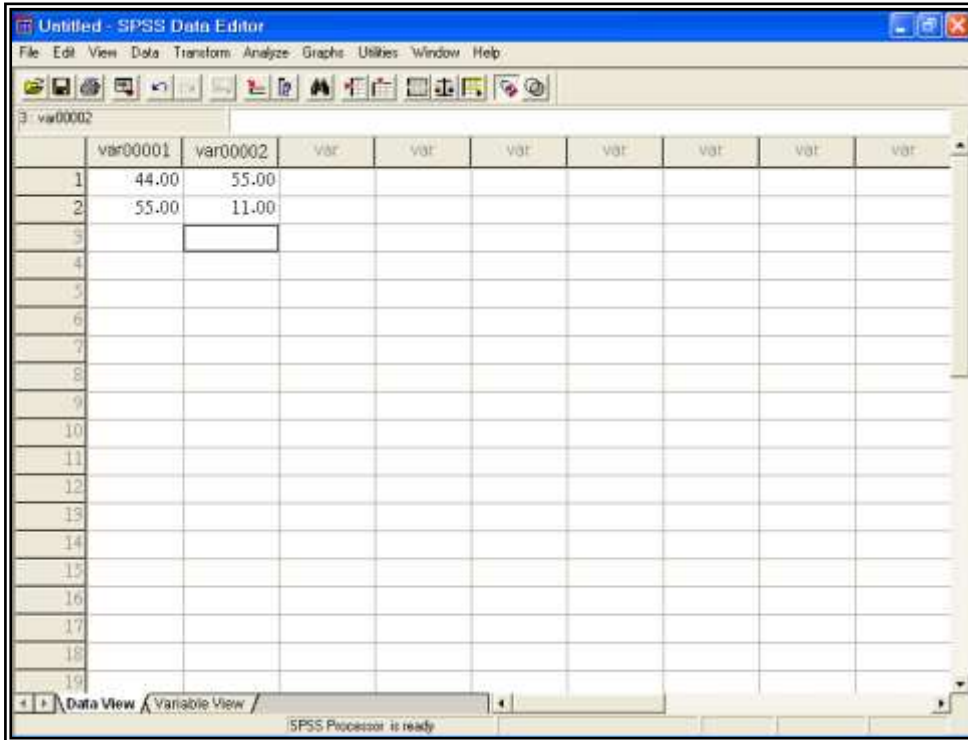 Untitled - SPSS Data Editor
File Edit View Data Transform Analyze Graphs Utilities Window Help
3 : var00002
var00001 var00002 var var var var var var var
1 44.00 55.00
2 55.00 11.00
3
4
5
6
7
8
9
10
11
12
13
14
15
16
17
18
19
Data View Variable View
SPSS Processor is ready